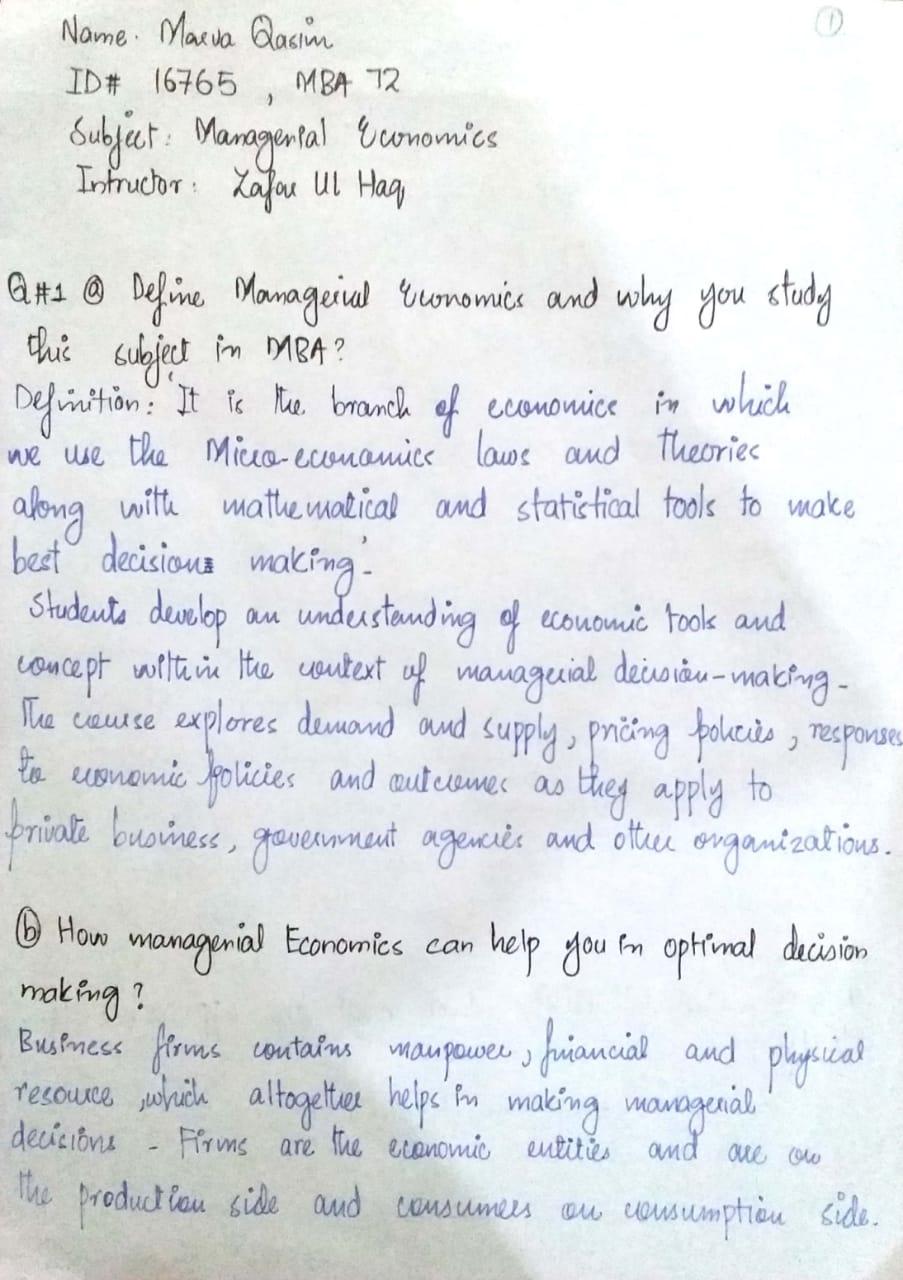 1
Name. Marva Qasim
ID# 16765 , MBA 72
Subject: Managerial Economics
Intructor: Zafar Ul Haq
Q#1 @ Define Managerial Economics and why you study
this subject in MBA?
Definition: 'It is the branch of economics in which
we use the Micro-economics laws and theories
along with mathematical and statistical tools to make
best decisions making'.
Students develop an understanding of economic tools and
concept within the context of managerial decision-making.
The course explores demand and supply, pricing policies, responses
to economic policies and outcomes as they apply to
private business, government agencies and other organizations.
(b) How managerial Economics can help you in optimal decision
making?
Business firms contains manpower, financial and physical
resource, which altogether helps in making managerial
decisions - Firms are the economic entities and are on
the production side and consumers on consumption side.